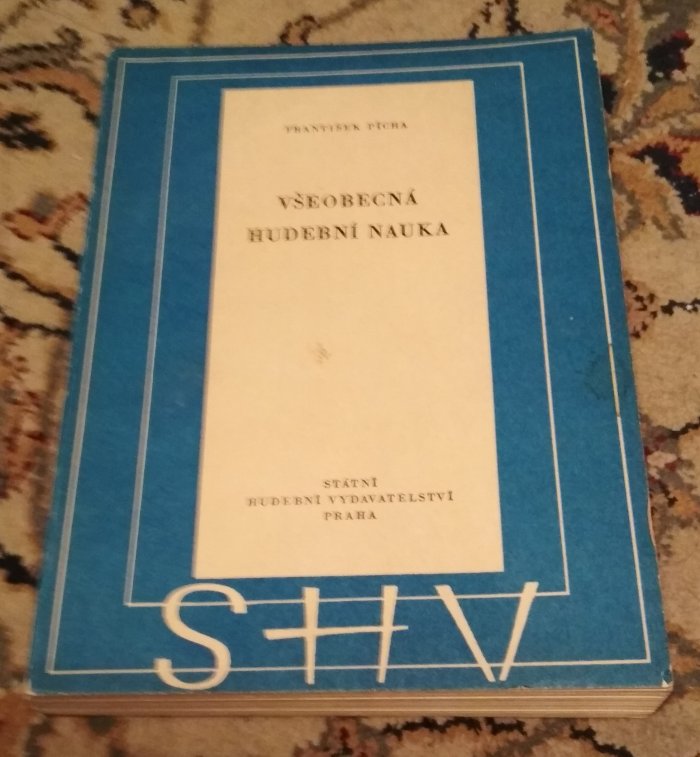 FRANTIŠEK PÍCHA
VŠEOBECNÁ
HUDEBNÍ NAUKA
STÁTNÍ
HUDEBNÍ VYDAVATELSTVÍ
PRAHA
SHV